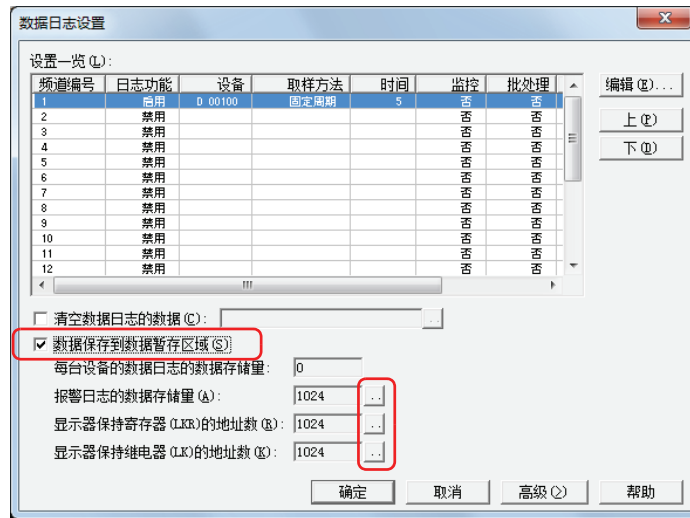 数据日志设置
设置一览(L):
频道编号 日志功能 设备 取样方法 时间 监控 批处理
1 启用 D 00100 固定周期 5 否 否
2 禁用 否 否
3 禁用 否 否
4 禁用 否 否
5 禁用 否 否
6 禁用 否 否
7 禁用 否 否
8 禁用 否 否
9 禁用 否 否
10 禁用 否 否
11 禁用 否 否
12 禁用 否 否
编辑(E)...
上(P)
下(D)
清空数据日志的数据(C): ..
数据保存到数据暂存区域(S)
每台设备的数据日志的数据存储量: 0
报警日志的数据存储量(A): 1024 ..
显示器保持寄存器(LKR)的地址数(R): 1024 ..
显示器保持继电器(LK)的地址数(K): 1024 ..
确定 取消 高级(>) 帮助